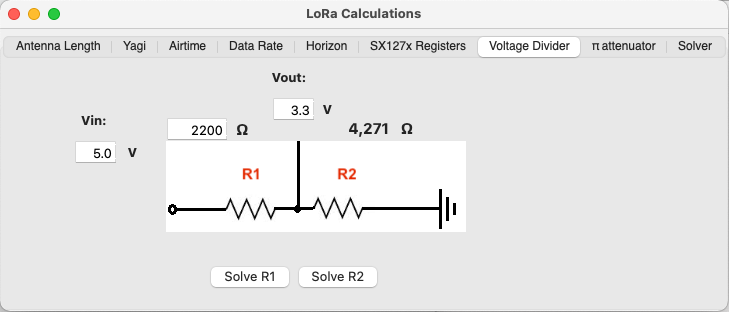 LoRa Calculations
Antenna Length Yagi Airtime Data Rate Horizon SX127x Registers Voltage Divider π attenuator Solver
Vout:
3.3 V
Vin:
2200 Ω 4,271 Ω
5.0 V
R1 R2
Solve R1 Solve R2